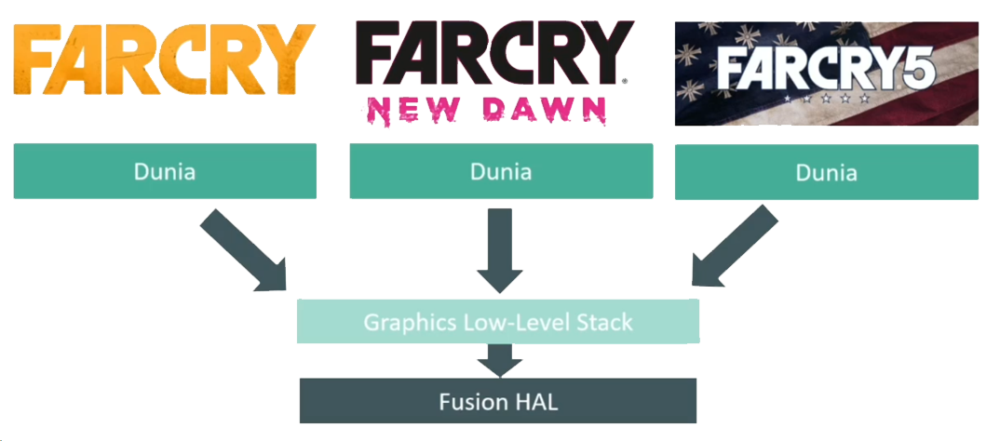 FARCRY
FARCRY®
NEW DAWN
FARCRY5
Dunia
Dunia
Dunia
Graphics Low-Level Stack
Fusion HAL